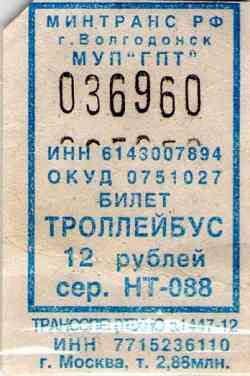 МИНТРАНС РФ
г. Волгодонск
МУП "ГПТ"
036960
ИНН 6143007894
ОКУД 0751027
БИЛЕТ
ТРОЛЛЕЙБУС
12 рублей
сер. НТ-088
ИНН 7715236110
г. Москва, т. 2,85млн.